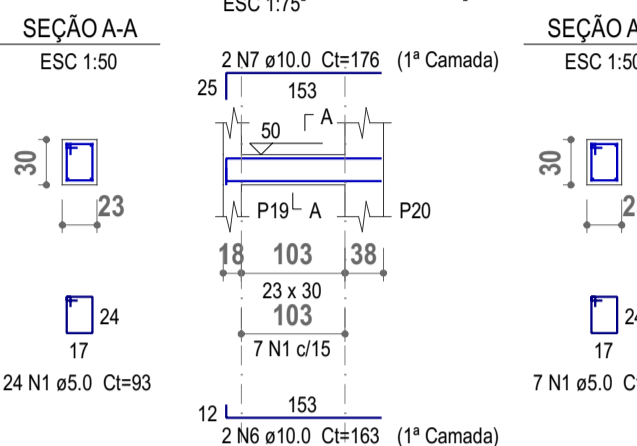 ESC 1:75
SEÇÃO A-A
ESC 1:50
30
23
24
17
24 N1 ø5.0 Ct=93
2 N7 ø10.0 Ct=176 (1ª Camada)
25
153
A
50
P19
A
P20
18
103
38
23 x 30
103
7 N1 c/15
12
153
2 N6 ø10.0 Ct=163 (1ª Camada)
SEÇÃO A
ESC 1:50
30
2
24
17
7 N1 ø5.0 Ct